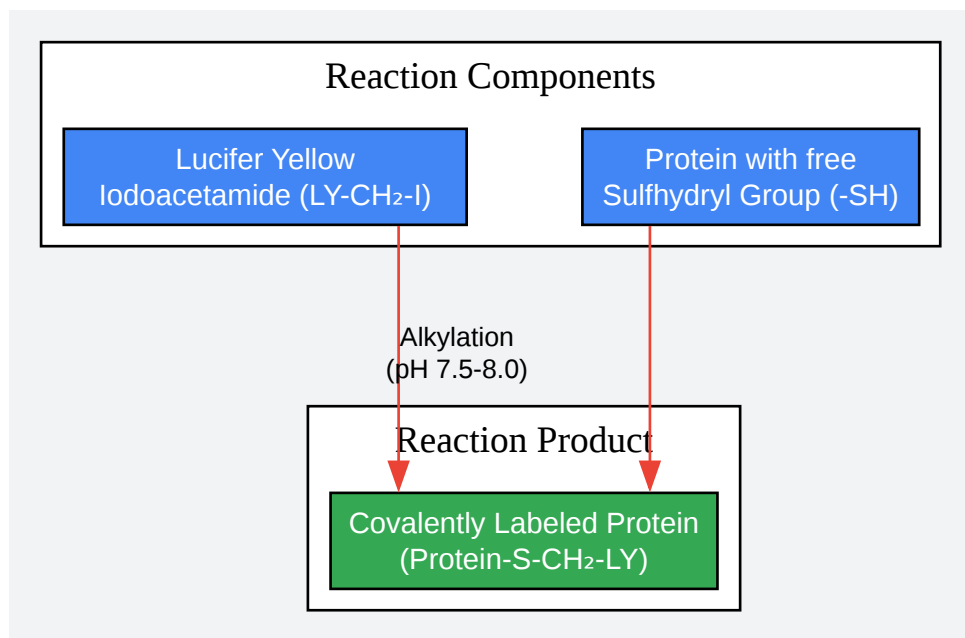 Reaction Components
Lucifer Yellow
Iodoacetamide (LY-CH₂-I)
Protein with free
Sulfhydryl Group (-SH)
Alkylation
(pH 7.5-8.0)
Reaction Product
Covalently Labeled Protein
(Protein-S-CH₂-LY)